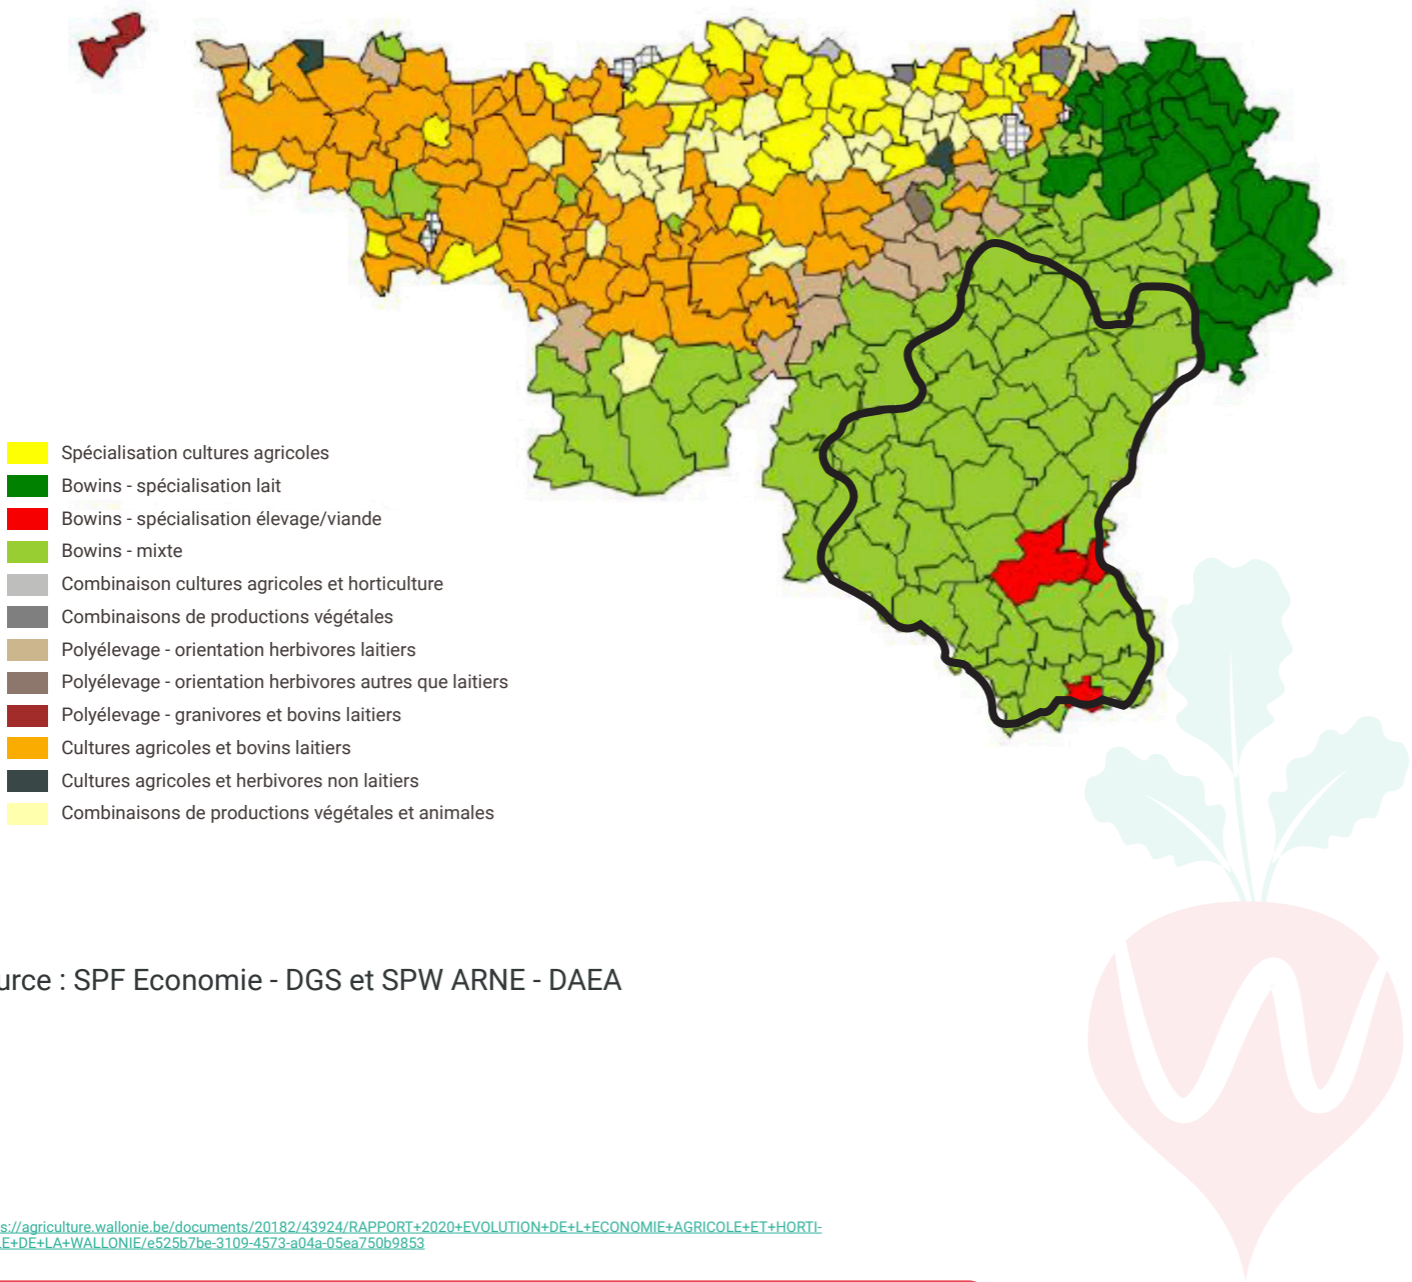 Spécialisation cultures agricoles
Bowins - spécialisation lait
Bowins - spécialisation élevage/viande
Bowins - mixte
Combinaison cultures agricoles et horticulture
Combinaisons de productions végétales
Polyélevage - orientation herbivores laitiers
Polyélevage - orientation herbivores autres que laitiers
Polyélevage - granivores et bovins laitiers
Cultures agricoles et bovins laitiers
Cultures agricoles et herbivores non laitiers
Combinaisons de productions végétales et animales
urce : SPF Economie - DGS et SPW ARNE - DAEA
s://agriculture.wallonie.be/documents/20182/43924/RAPPORT+2020+EVOLUTION+DE+L+ECONOMIE+AGRICOLE+ET+HORTI-
E+DE+LA+WALLONIE/e525b7be-3109-4573-a04a-05ea750b9853